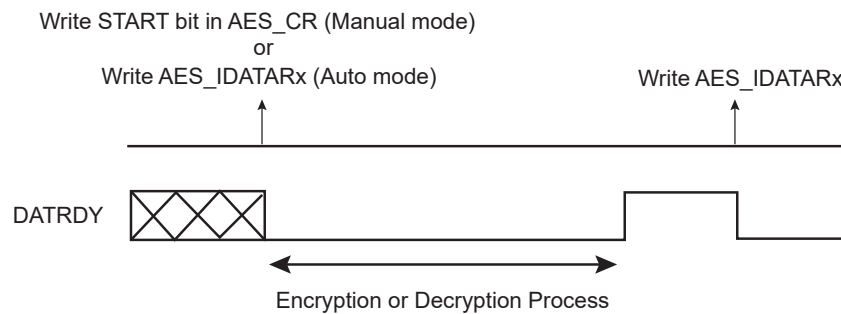 Write START bit in AES_CR (Manual mode)
or
Write AES_IDATARx (Auto mode)
Write AES_IDATARx
DATRDY
Encryption or Decryption Process